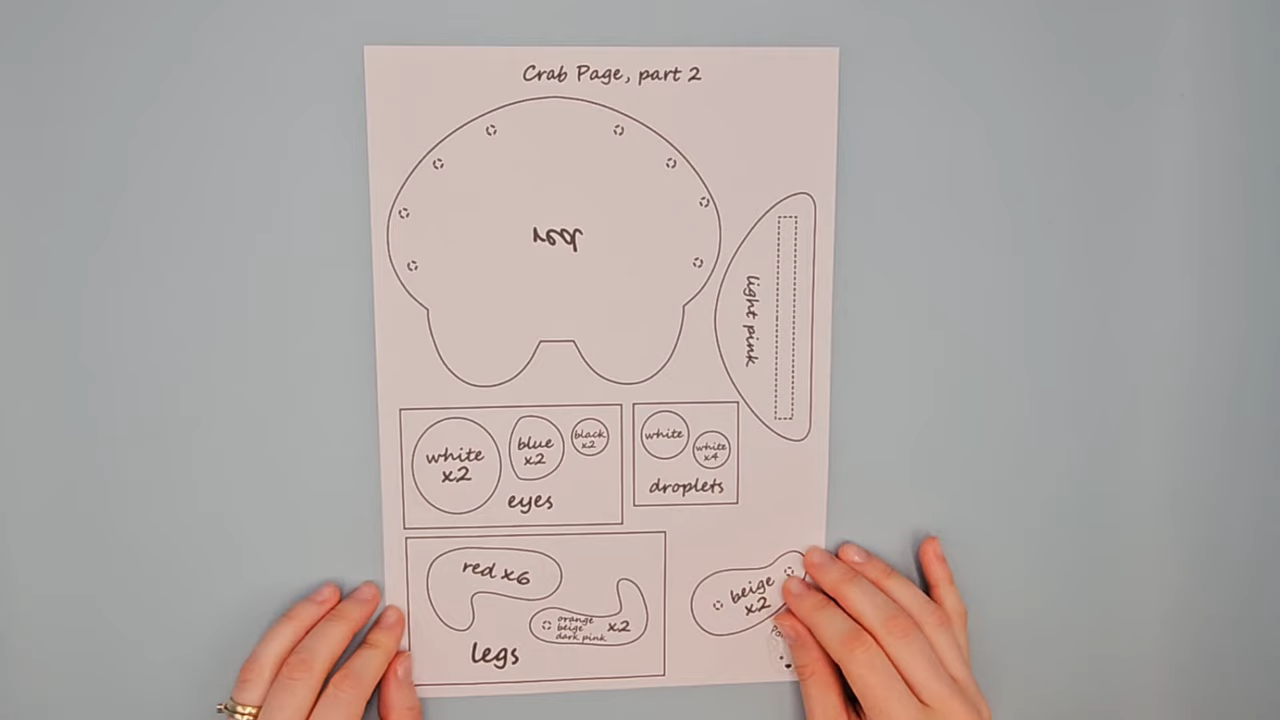 Crab Page, part 2
red
light pink
white
x2
blue
x2
black
x2
eyes
white
white
x4
droplets
red x6
orange
beige
dark pink
x2
legs
beige
x2